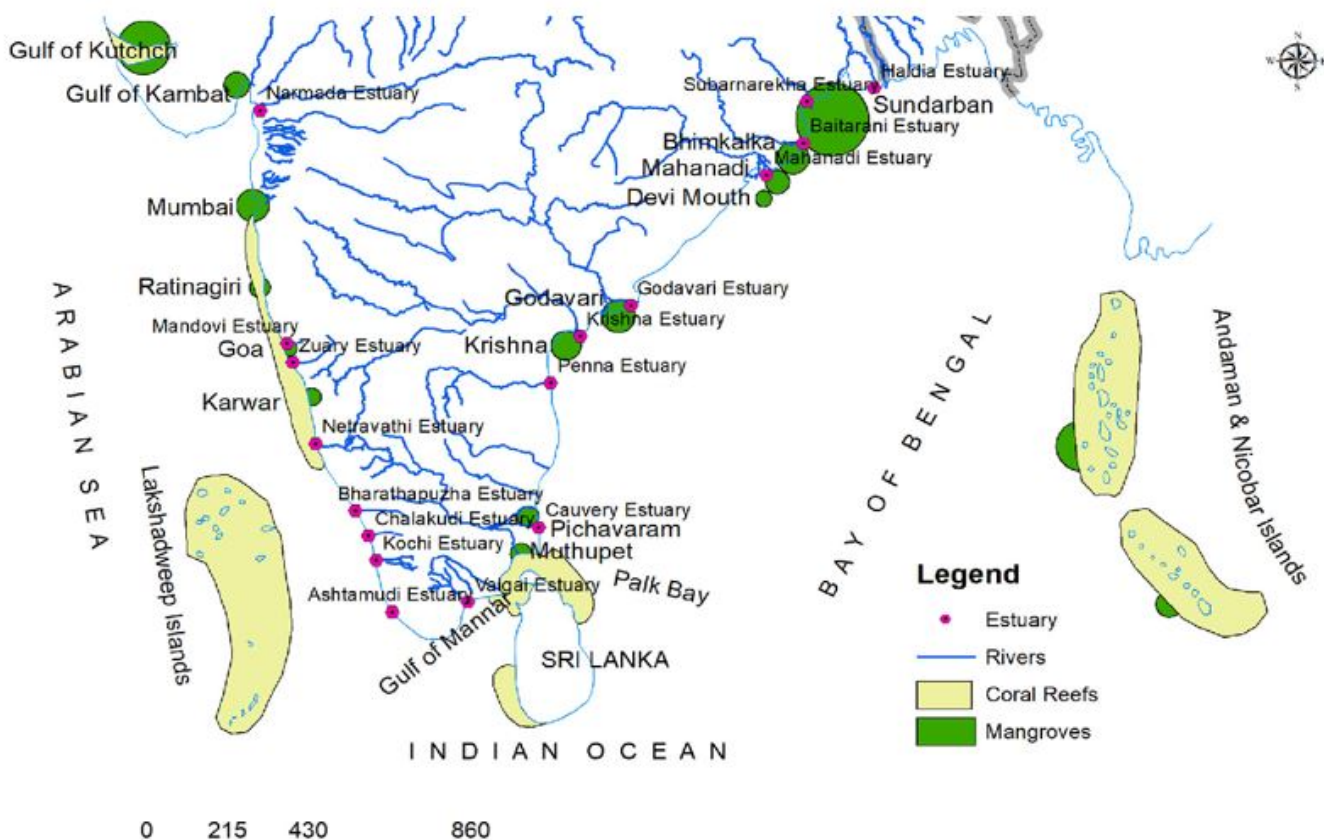 Gulf of Kutchch
Gulf of Kambat
Narmada Estuary
Mumbai
Ratinagiri
Mandovi Estuary
Goa
Zuary Estuary
Karwar
Netravathi Estuary
Bharathapuzha Estuary
Chalakudi Estuary
Kochi Estuary
Ashtamudi Estuary
Vaigai Estuary
Gulf of Mannar
Palk Bay
Muthupet
Pichavaram
Cauvery Estuary
Penna Estuary
Krishna
Krishna Estuary
Godavari
Godavari Estuary
Devi Mouth
Mahanadi
Mahanadi Estuary
Bhimkalka
Baitarani Estuary
Subarnarekha Estuary
Sundarban
Haldia Estuary
N
W
E
S
ARABIAN SEA
Lakshadweep Islands
SRI LANKA
INDIAN OCEAN
BAY OF BENGAL
Andaman & Nicobar Islands
Legend
Estuary
Rivers
Coral Reefs
Mangroves
0 215 430 860